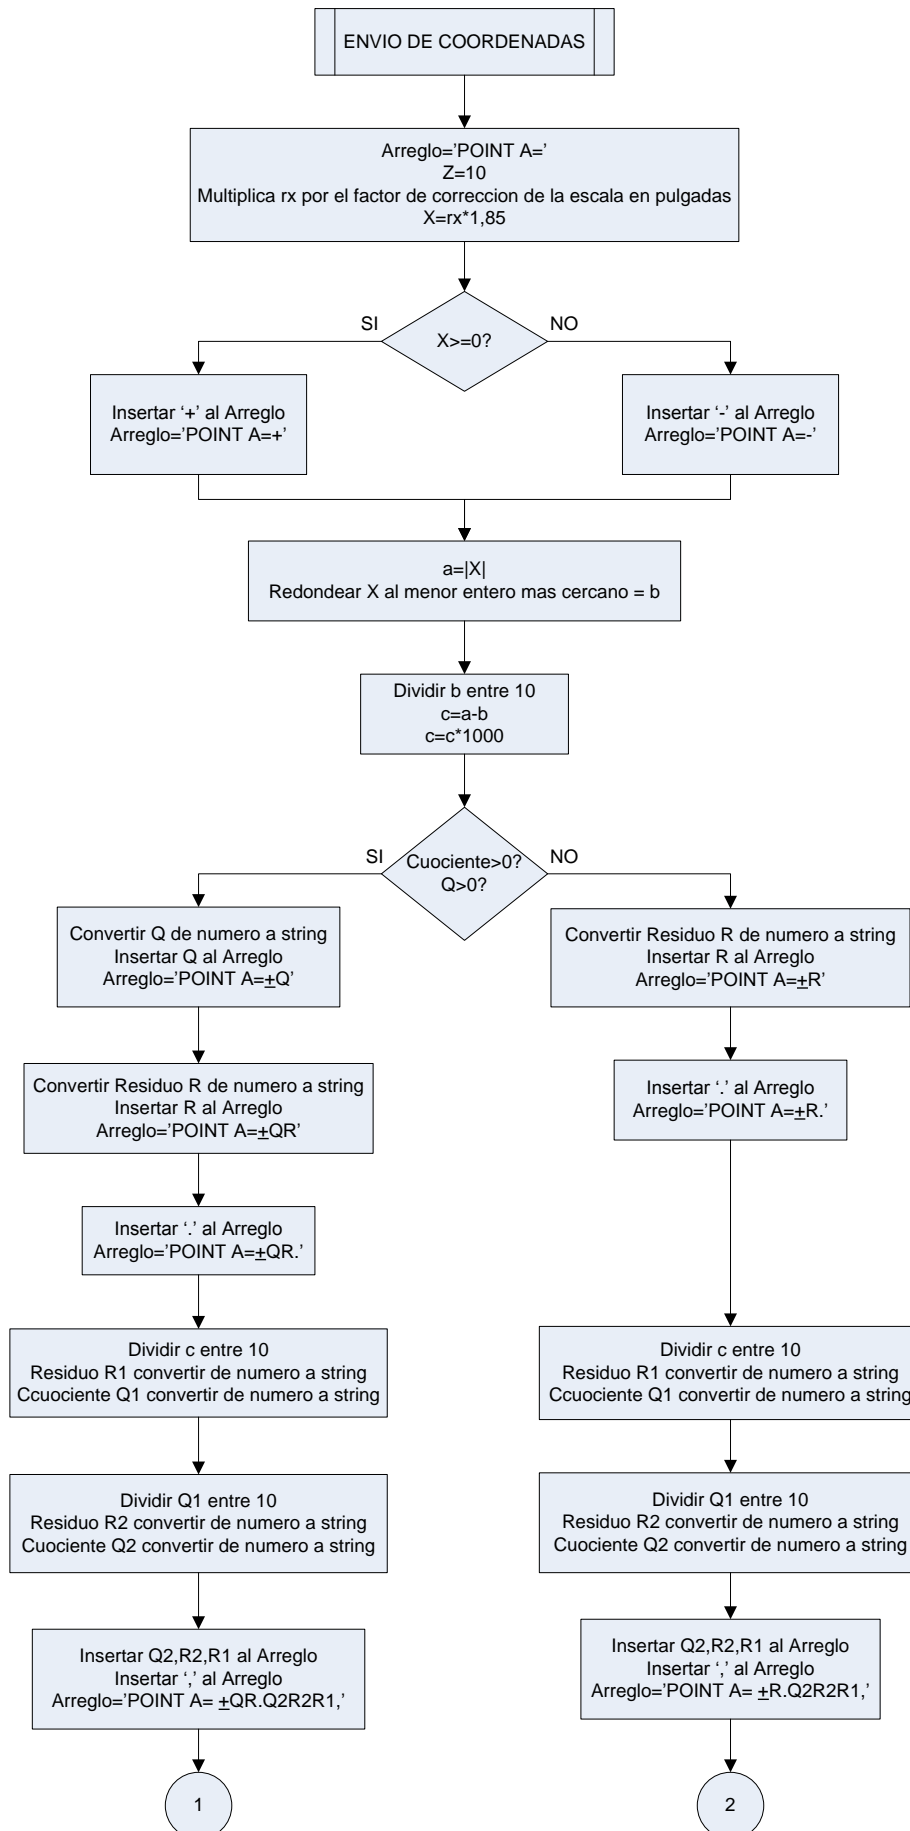 ENVIO DE COORDENADAS
Arreglo='POINT A='
Z=10
Multiplica rx por el factor de correccion de la escala en pulgadas
X=rx*1,85
X>=0?
SI
NO
Insertar ‘+’ al Arreglo
Arreglo='POINT A=+'
Insertar ‘-’ al Arreglo
Arreglo='POINT A=-'
a=|X|
Redondear X al menor entero mas cercano = b
Dividir b entre 10
c=a-b
c=c*1000
SI
NO
Cuociente>0?
Q>0?
Convertir Q de numero a string
Insertar Q al Arreglo
Arreglo='POINT A=±Q’
Convertir Residuo R de numero a string
Insertar R al Arreglo
Arreglo='POINT A=±R’
Convertir Residuo R de numero a string
Insertar R al Arreglo
Arreglo='POINT A=±QR’
Insertar ‘.’ al Arreglo
Arreglo='POINT A=±R.’
Insertar ‘.’ al Arreglo
Arreglo='POINT A=±QR.’
Dividir c entre 10
Residuo R1 convertir de numero a string
Ccuociente Q1 convertir de numero a string
Dividir c entre 10
Residuo R1 convertir de numero a string
Ccuociente Q1 convertir de numero a string
Dividir Q1 entre 10
Residuo R2 convertir de numero a string
Cuociente Q2 convertir de numero a string
Dividir Q1 entre 10
Residuo R2 convertir de numero a string
Cuociente Q2 convertir de numero a string
Insertar Q2,R2,R1 al Arreglo
Insertar ‘,’ al Arreglo
Arreglo='POINT A= ±QR.Q2R2R1,’
Insertar Q2,R2,R1 al Arreglo
Insertar ‘,’ al Arreglo
Arreglo='POINT A= ±R.Q2R2R1,’
1
2